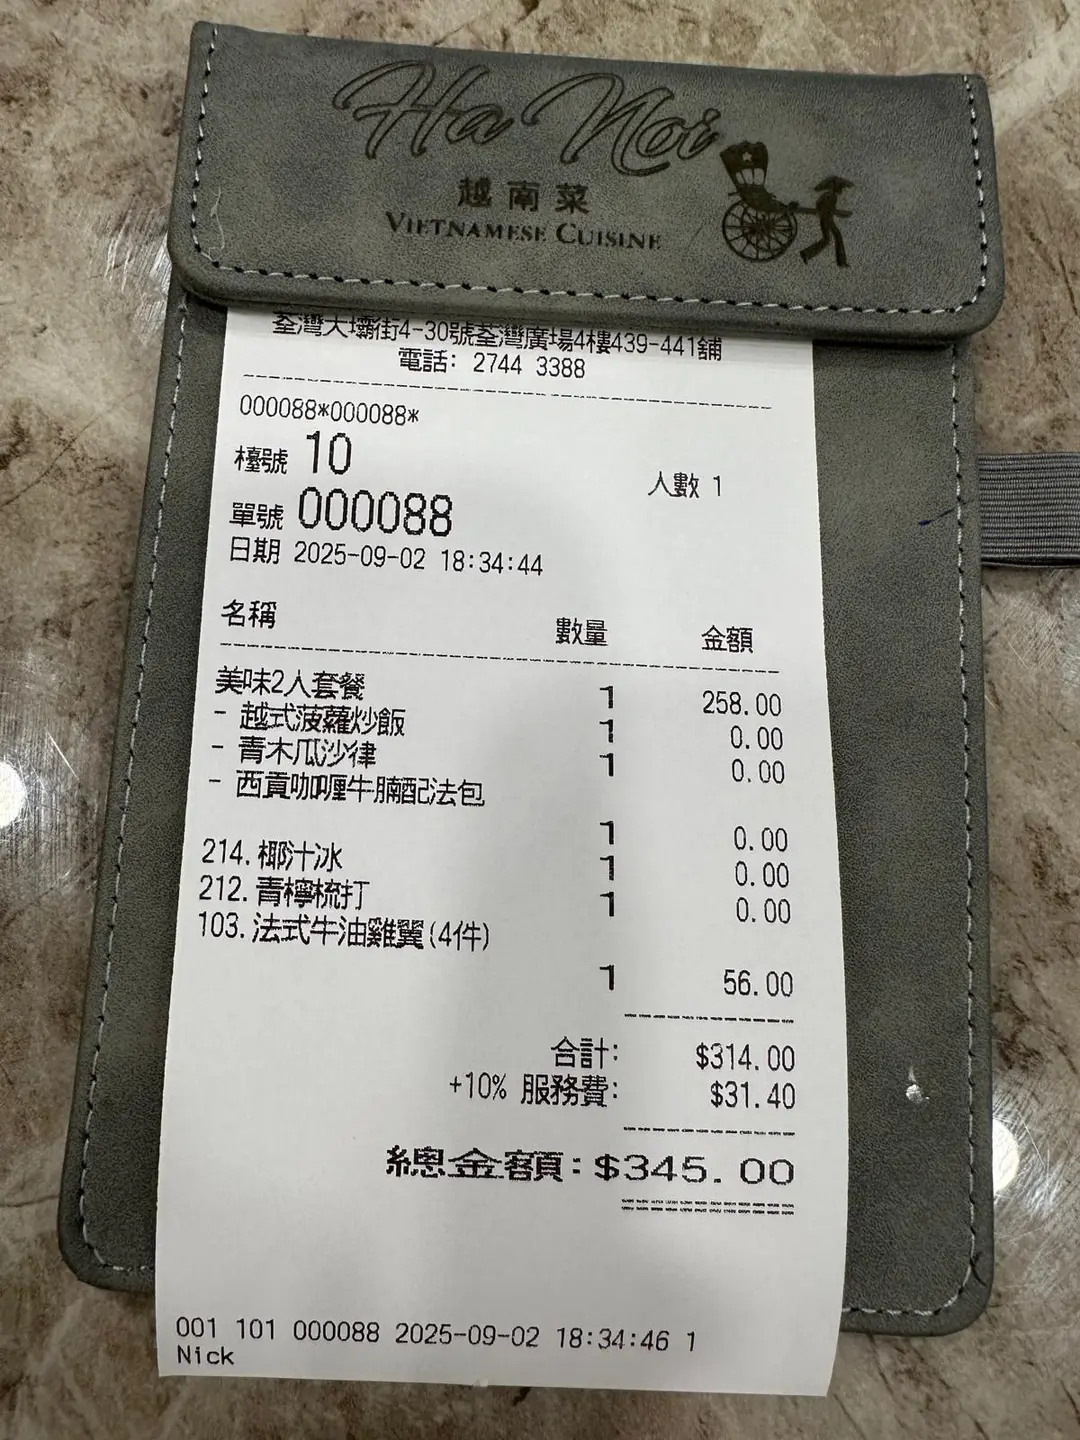 Ha Noi
越南菜
VIETNAMESE CUISINE
荃灣大壩街4-30號荃灣廣場4樓439-441舖
電話: 2744 3388
000088*000088*
檯號 10 人數 1
單號 000088
日期 2025-09-02 18:34:44
名稱 數量 金額
美味2人套餐 1 258.00
- 越式菠蘿炒飯 1 0.00
- 青木瓜沙律 1 0.00
- 西貢咖喱牛腩配法包
1 0.00
214. 椰汁冰 1 0.00
212. 青檸梳打 1 0.00
103. 法式牛油雞翼(4件)
1 56.00
合計: $314.00
+10% 服務費: $31.40
總金額: $345.00
001 101 000088 2025-09-02 18:34:46 1
Nick